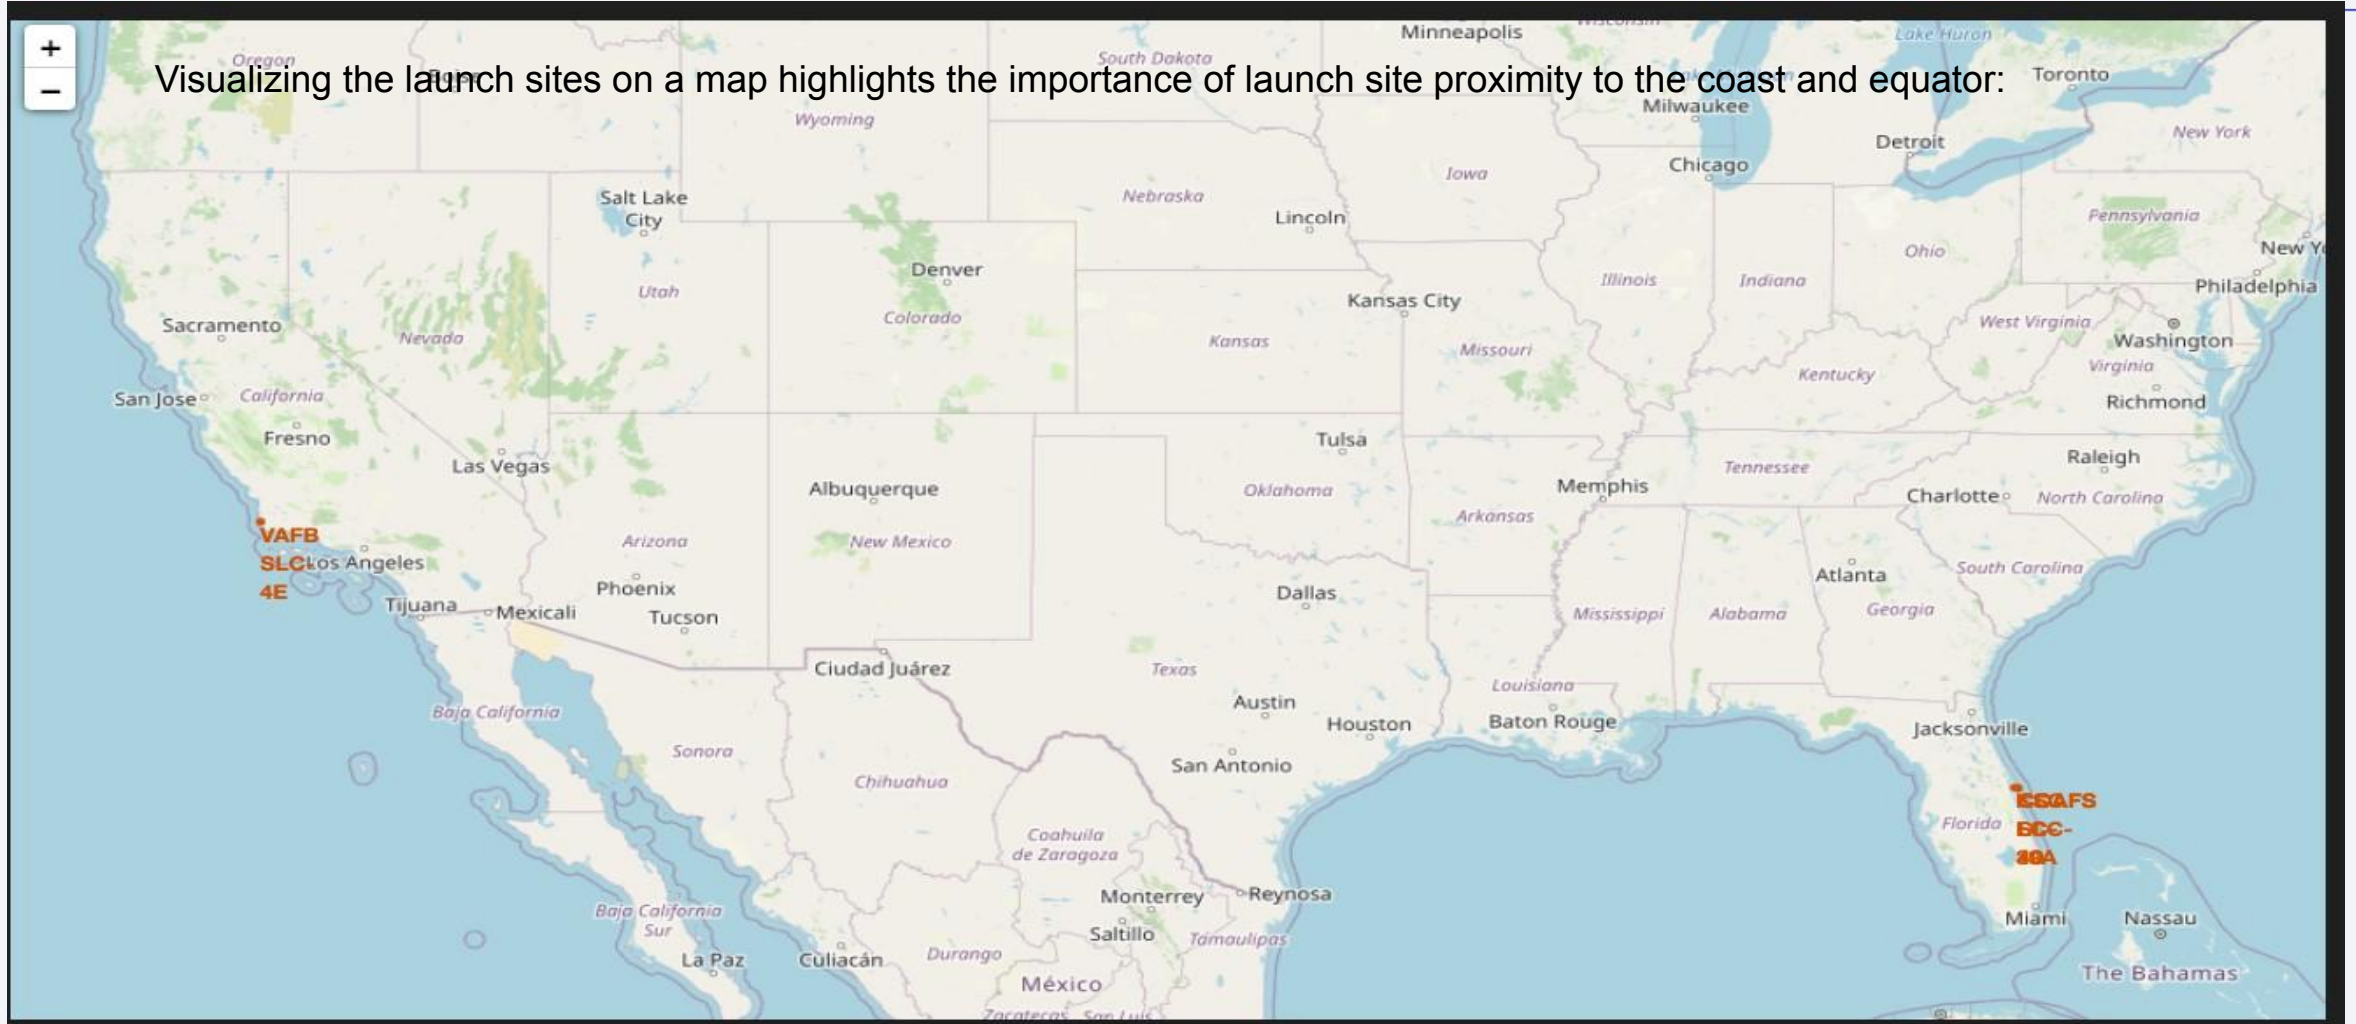 +
−
Visualizing the launch sites on a map highlights the importance of launch site proximity to the coast and equator:
Minneapolis
Wisconsin
Lake Huron
Oregon
Boise
South Dakota
Toronto
Wyoming
Milwaukee
New York
Detroit
Chicago
Iowa
Salt Lake
City
Nebraska
Lincoln
Pennsylvania
New Yo
Ohio
Denver
Illinois
Indiana
Utah
Philadelphia
Kansas City
Colorado
Sacramento
Nevada
Kansas
West Virginia
Washington
Missouri
Virginia
Kentucky
San Jose
California
Richmond
Fresno
Tulsa
Las Vegas
Raleigh
Tennessee
Albuquerque
Oklahoma
Memphis
Charlotte
North Carolina
Arkansas
VAFB
SLC-
4E
Arizona
New Mexico
Los Angeles
South Carolina
Atlanta
Phoenix
Dallas
Tijuana
Mexicali
Tucson
Mississippi
Alabama
Georgia
Ciudad Juárez
Texas
Louisiana
Austin
Baja California
Houston
Baton Rouge
Jacksonville
Sonora
San Antonio
Chihuahua
Florida
Coahuila
de Zaragoza
Monterrey
Reynosa
Baja California
Sur
Saltillo
Tamaulipas
Miami
Nassau
La Paz
Culiacán
Durango
México
The Bahamas
Zacatecas
San Luis